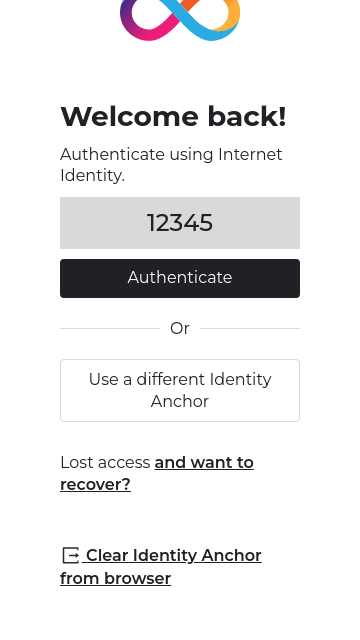 Welcome back!
Authenticate using Internet
Identity.
12345
Authenticate
Or
Use a different Identity
Anchor
Lost access and want to
recover?
Clear Identity Anchor
from browser